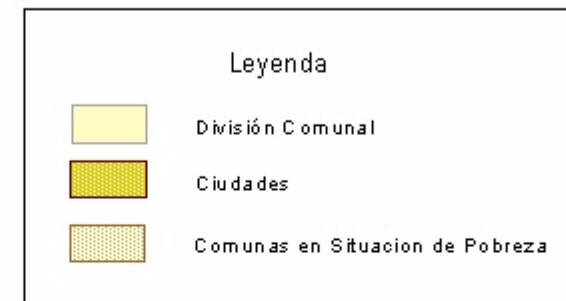 Leyenda
División Comunal
Ciudades
Comunas en Situacion de Pobreza